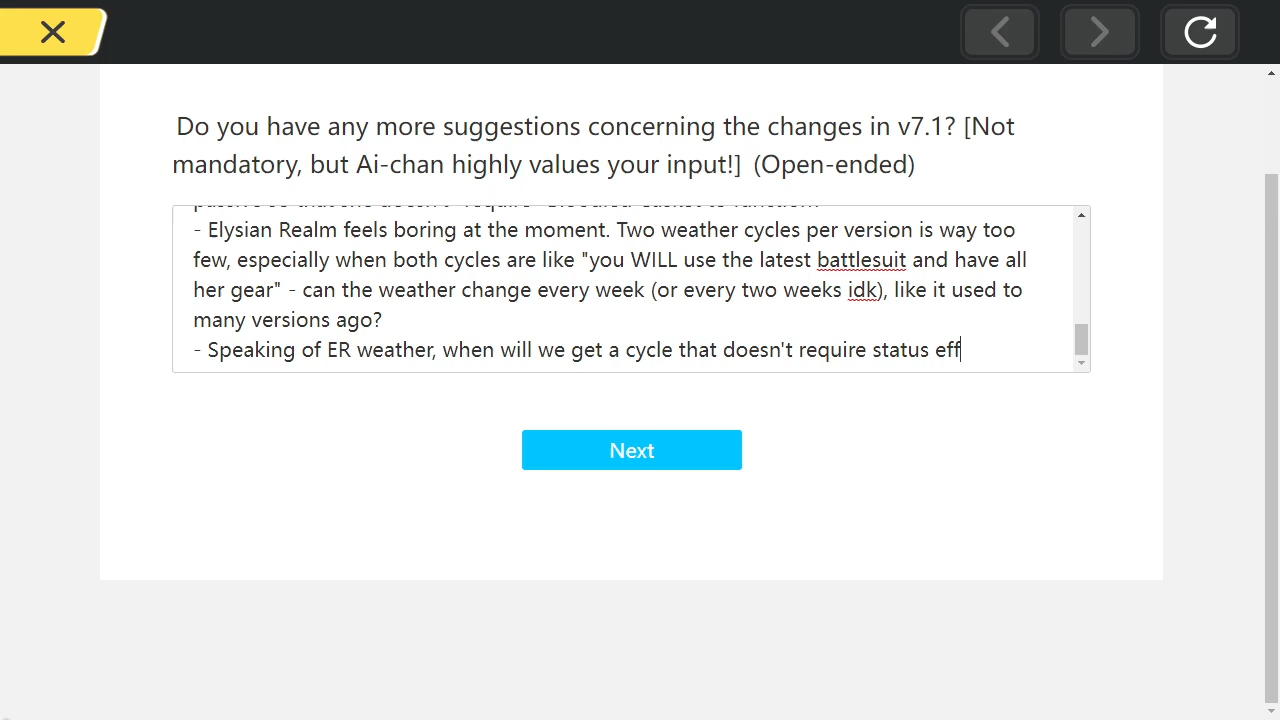 Do you have any more suggestions concerning the changes in v7.1? [Not
mandatory, but Ai-chan highly values your input!] (Open-ended)
- Elysian Realm feels boring at the moment. Two weather cycles per version is way too
few, especially when both cycles are like "you WILL use the latest battlesuit and have all
her gear" - can the weather change every week (or every two weeks idk), like it used to
many versions ago?
- Speaking of ER weather, when will we get a cycle that doesn't require status eff
Next